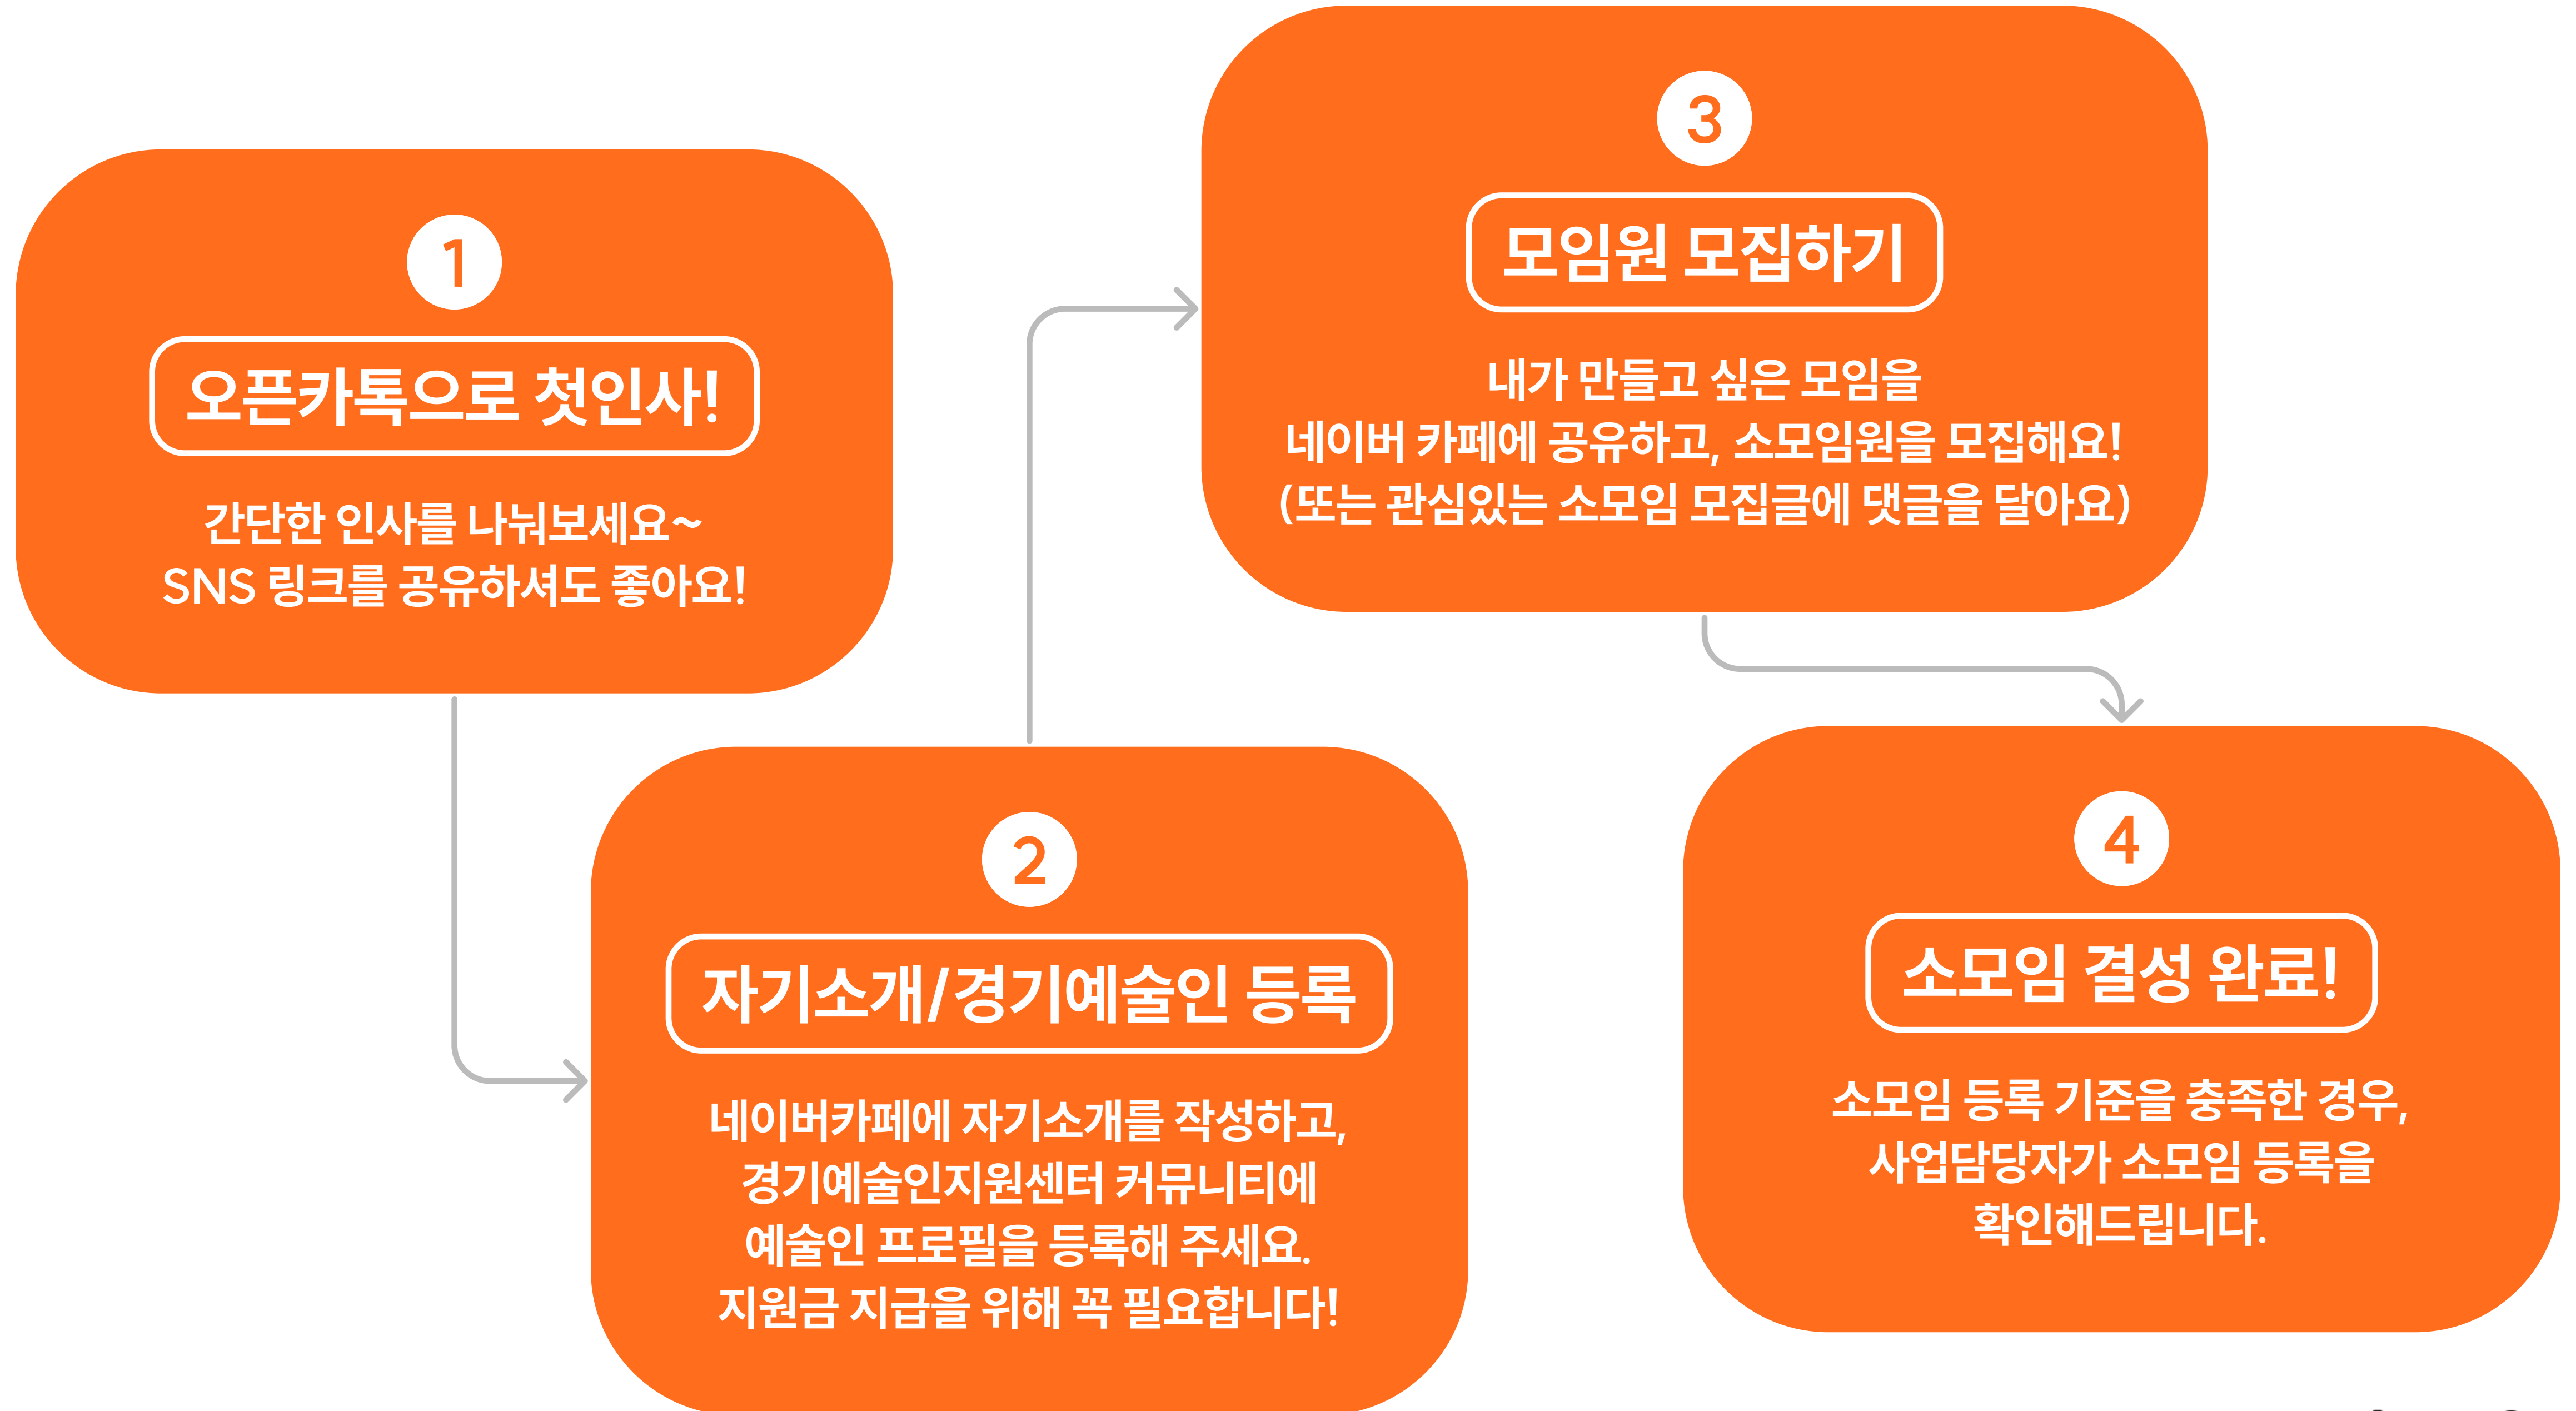 1
오픈카톡으로 첫인사!
간단한 인사를 나눠보세요~
SNS 링크를 공유하셔도 좋아요!
2
자기소개/경기예술인 등록
네이버카페에 자기소개를 작성하고,
경기예술인지원센터 커뮤니티에
예술인 프로필을 등록해 주세요.
지원금 지급을 위해 꼭 필요합니다!
3
모임원 모집하기
내가 만들고 싶은 모임을
네이버 카페에 공유하고, 소모임원을 모집해요!
(또는 관심있는 소모임 모집글에 댓글을 달아요)
4
소모임 결성 완료!
소모임 등록 기준을 충족한 경우,
사업담당자가 소모임 등록을
확인해드립니다.